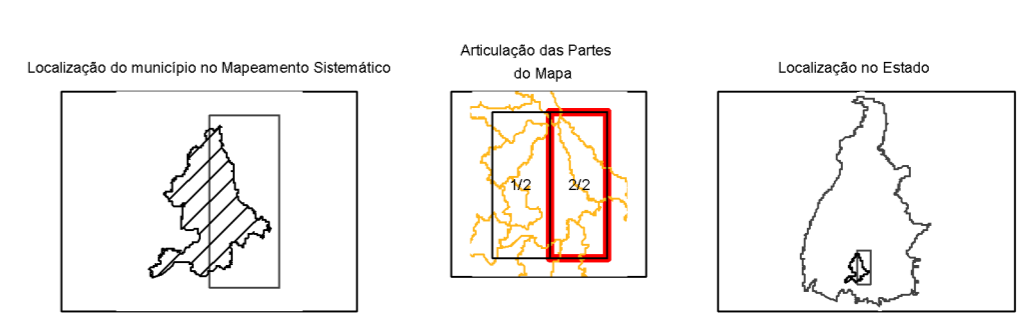 Localização do município no Mapeamento Sistemático
Articulação das Partes
do Mapa
Localização no Estado
1/2
2/2